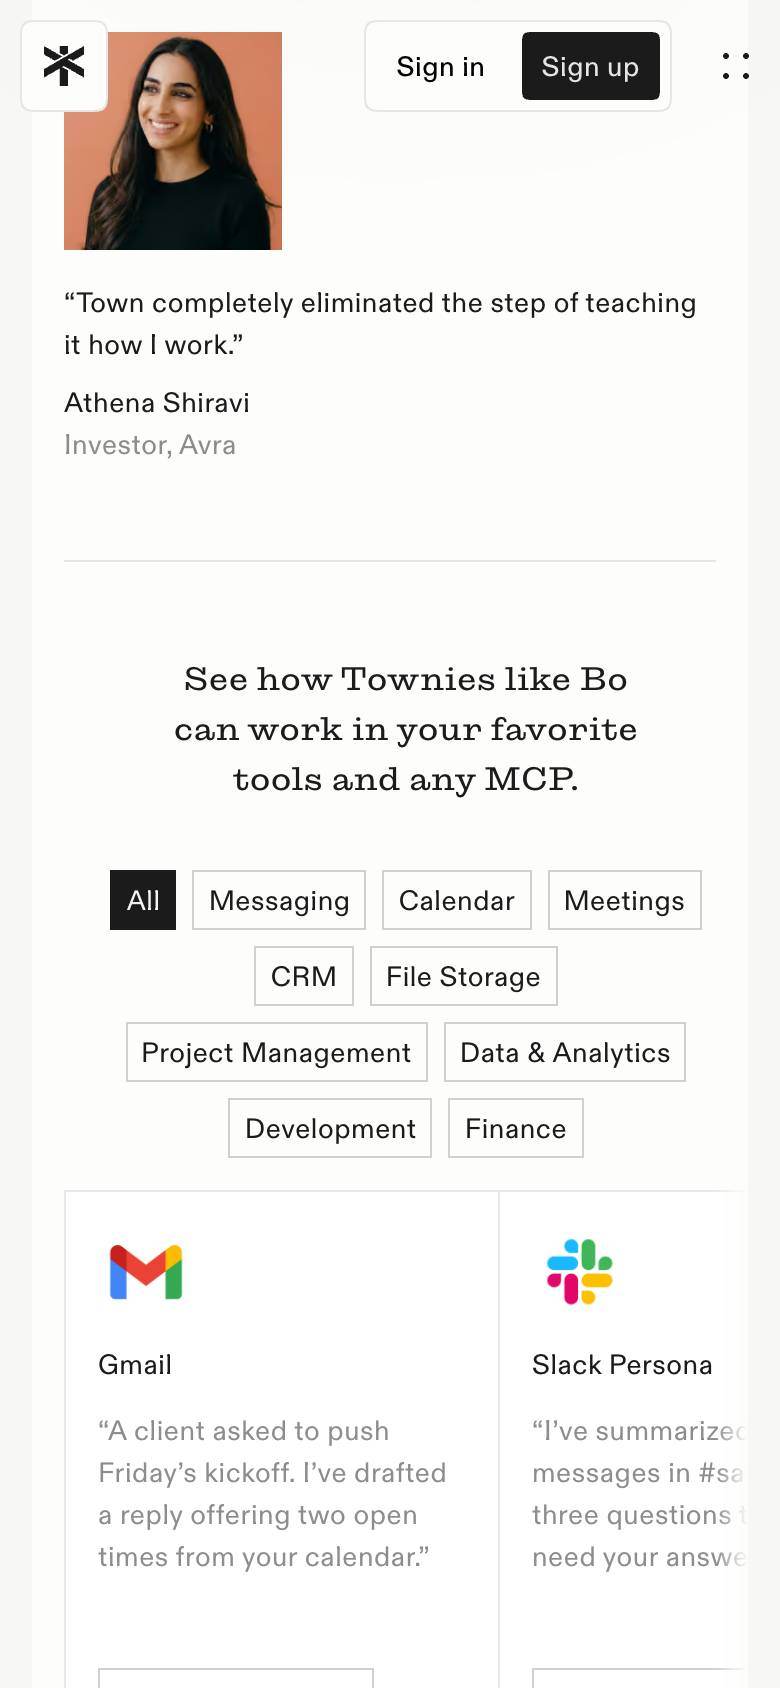 Sign in
Sign up
“Town completely eliminated the step of teaching
it how I work.”
Athena Shiravi
Investor, Avra
See how Townies like Bo
can work in your favorite
tools and any MCP.
All
Messaging
Calendar
Meetings
CRM
File Storage
Project Management
Data & Analytics
Development
Finance
Gmail
“A client asked to push
Friday’s kickoff. I’ve drafted
a reply offering two open
times from your calendar.”
Slack Persona
“I’ve summarized
messages in #sa
three questions t
need your answe